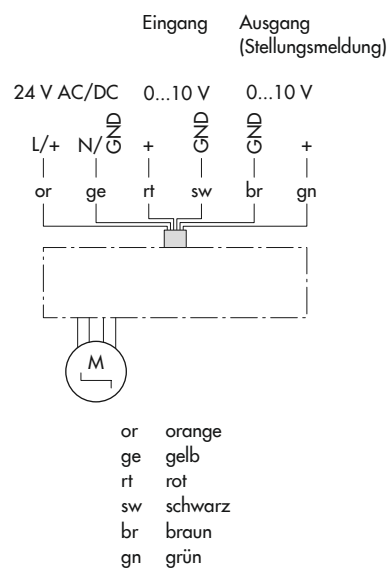 Eingang Ausgang
(Stellungsmeldung)
24 V AC/DC 0...10 V 0...10 V
L/+ N/GND + GND GND +
or ge rt sw br gn
M
or orange
ge gelb
rt rot
sw schwarz
br braun
gn grün